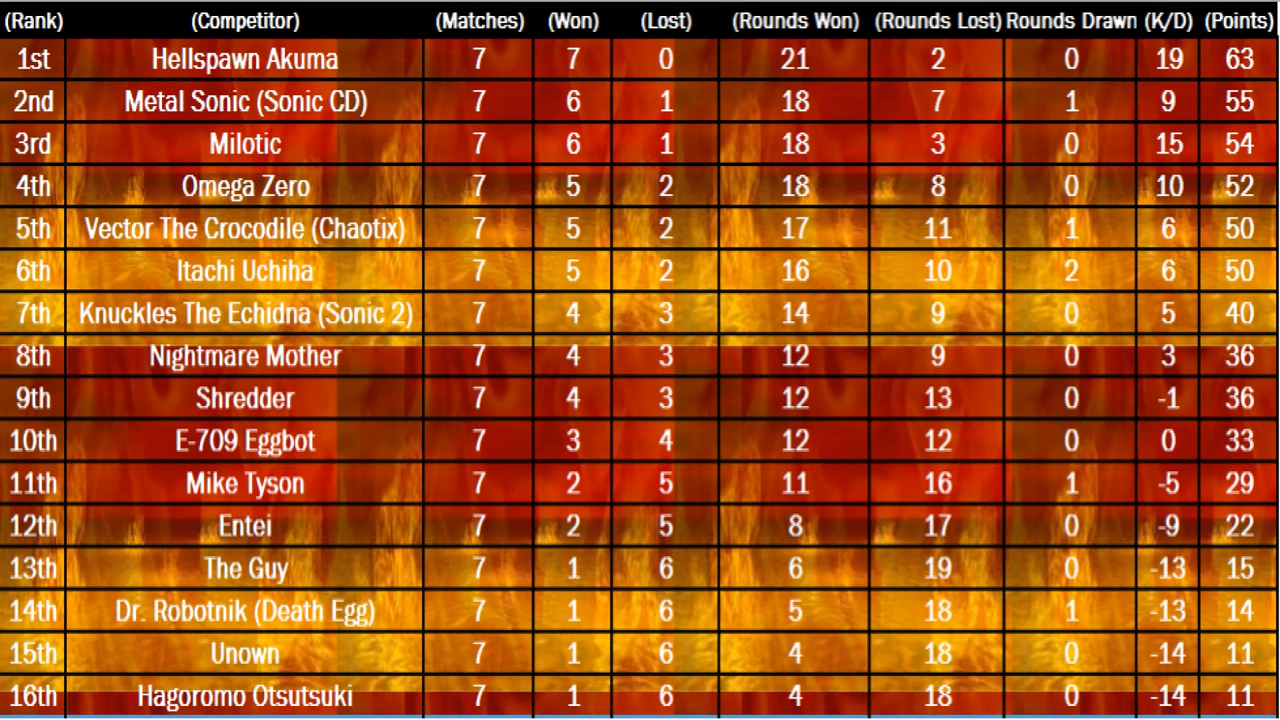 (Rank) (Competitor) (Matches) (Won) (Lost) (Rounds Won) (Rounds Lost) Rounds Drawn (K/D) (Points)
1st Hellspawn Akuma 7 7 0 21 2 0 19 63
2nd Metal Sonic (Sonic CD) 7 6 1 18 7 1 9 55
3rd Milotic 7 6 1 18 3 0 15 54
4th Omega Zero 7 5 2 18 8 0 10 52
5th Vector The Crocodile (Chaotix) 7 5 2 17 11 1 6 50
6th Itachi Uchiha 7 5 2 16 10 2 6 50
7th Knuckles The Echidna (Sonic 2) 7 4 3 14 9 0 5 40
8th Nightmare Mother 7 4 3 12 9 0 3 36
9th Shredder 7 4 3 12 13 0 -1 36
10th E-709 Eggbot 7 3 4 12 12 0 0 33
11th Mike Tyson 7 2 5 11 16 1 -5 29
12th Entei 7 2 5 8 17 0 -9 22
13th The Guy 7 1 6 6 19 0 -13 15
14th Dr. Robotnik (Death Egg) 7 1 6 5 18 1 -13 14
15th Unown 7 1 6 4 18 0 -14 11
16th Hagoromo Otsutsuki 7 1 6 4 18 0 -14 11